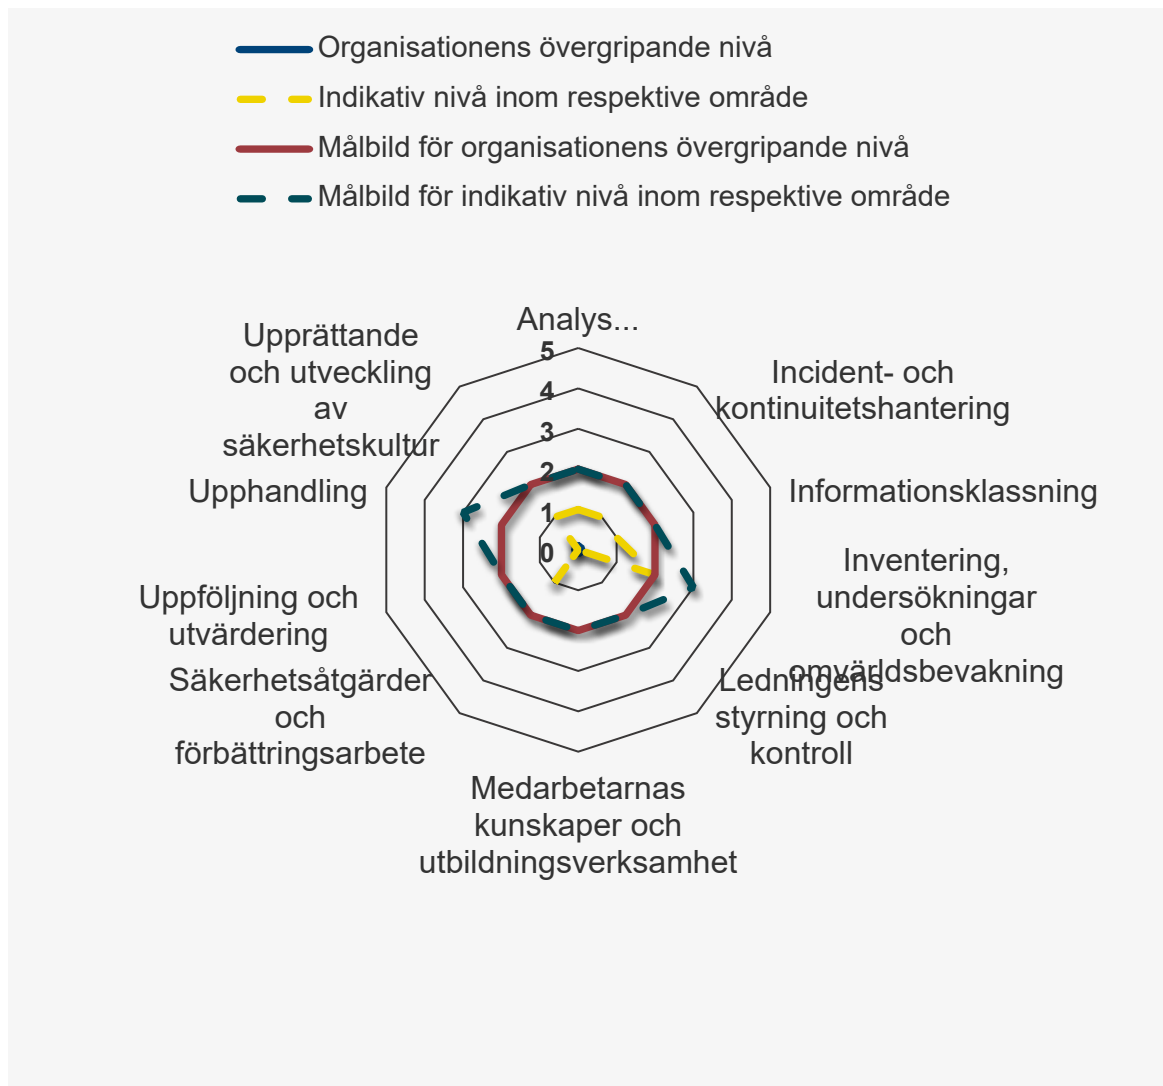 Organisationens övergripande nivå
Indikativ nivå inom respektive område
Målbild för organisationens övergripande nivå
Målbild för indikativ nivå inom respektive område
Analys...
Incident- och
kontinuitetshantering
Informationsklassning
Inventering,
undersökningar
och
omvärldsbevakning
Ledningens
styrning och
kontroll
Medarbetarnas
kunskaper och
utbildningsverksamhet
Säkerhetsåtgärder
och
förbättringsarbete
Uppföljning och
utvärdering
Upphandling
Upprättande
och utveckling
av
säkerhetskultur
5
4
3
2
1
0